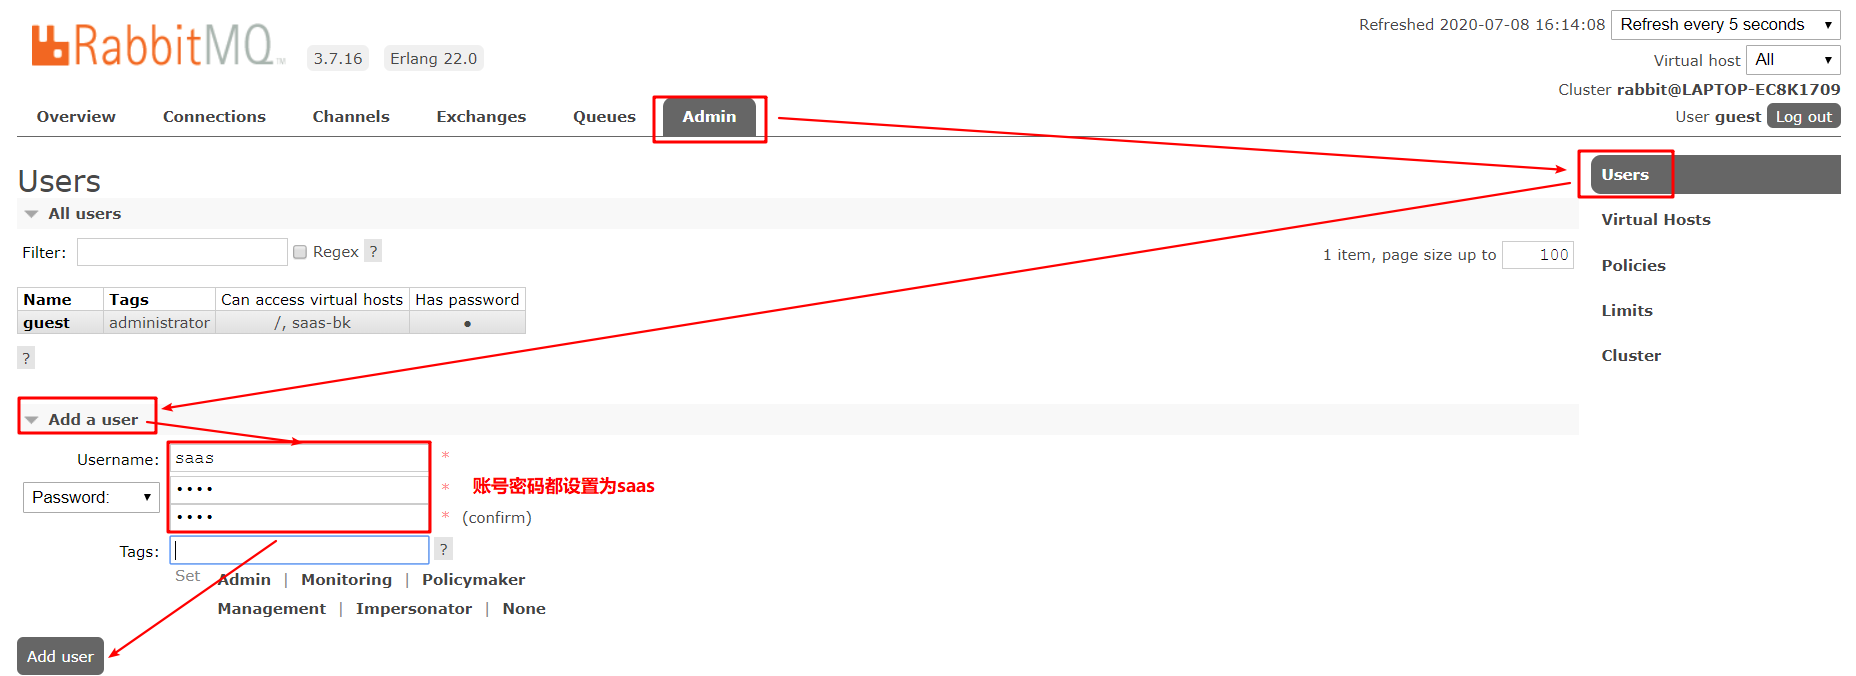 RabbitMQ TM 3.7.16 Erlang 22.0
Refreshed 2020-07-08 16:14:08 Refresh every 5 seconds
Virtual host All
Cluster rabbit@LAPTOP-EC8K1709
User guest Log out
Overview Connections Channels Exchanges Queues Admin
Users
All users
Filter: Regex ?
1 item, page size up to 100
Name Tags Can access virtual hosts Has password
guest administrator /, saas-bk ●
?
Add a user
Username: saas *
Password: •••• * 账号密码都设置为saas
•••• * (confirm)
Tags: ?
Set Admin | Monitoring | Policymaker
Management | Impersonator | None
Add user
Users
Virtual Hosts
Policies
Limits
Cluster